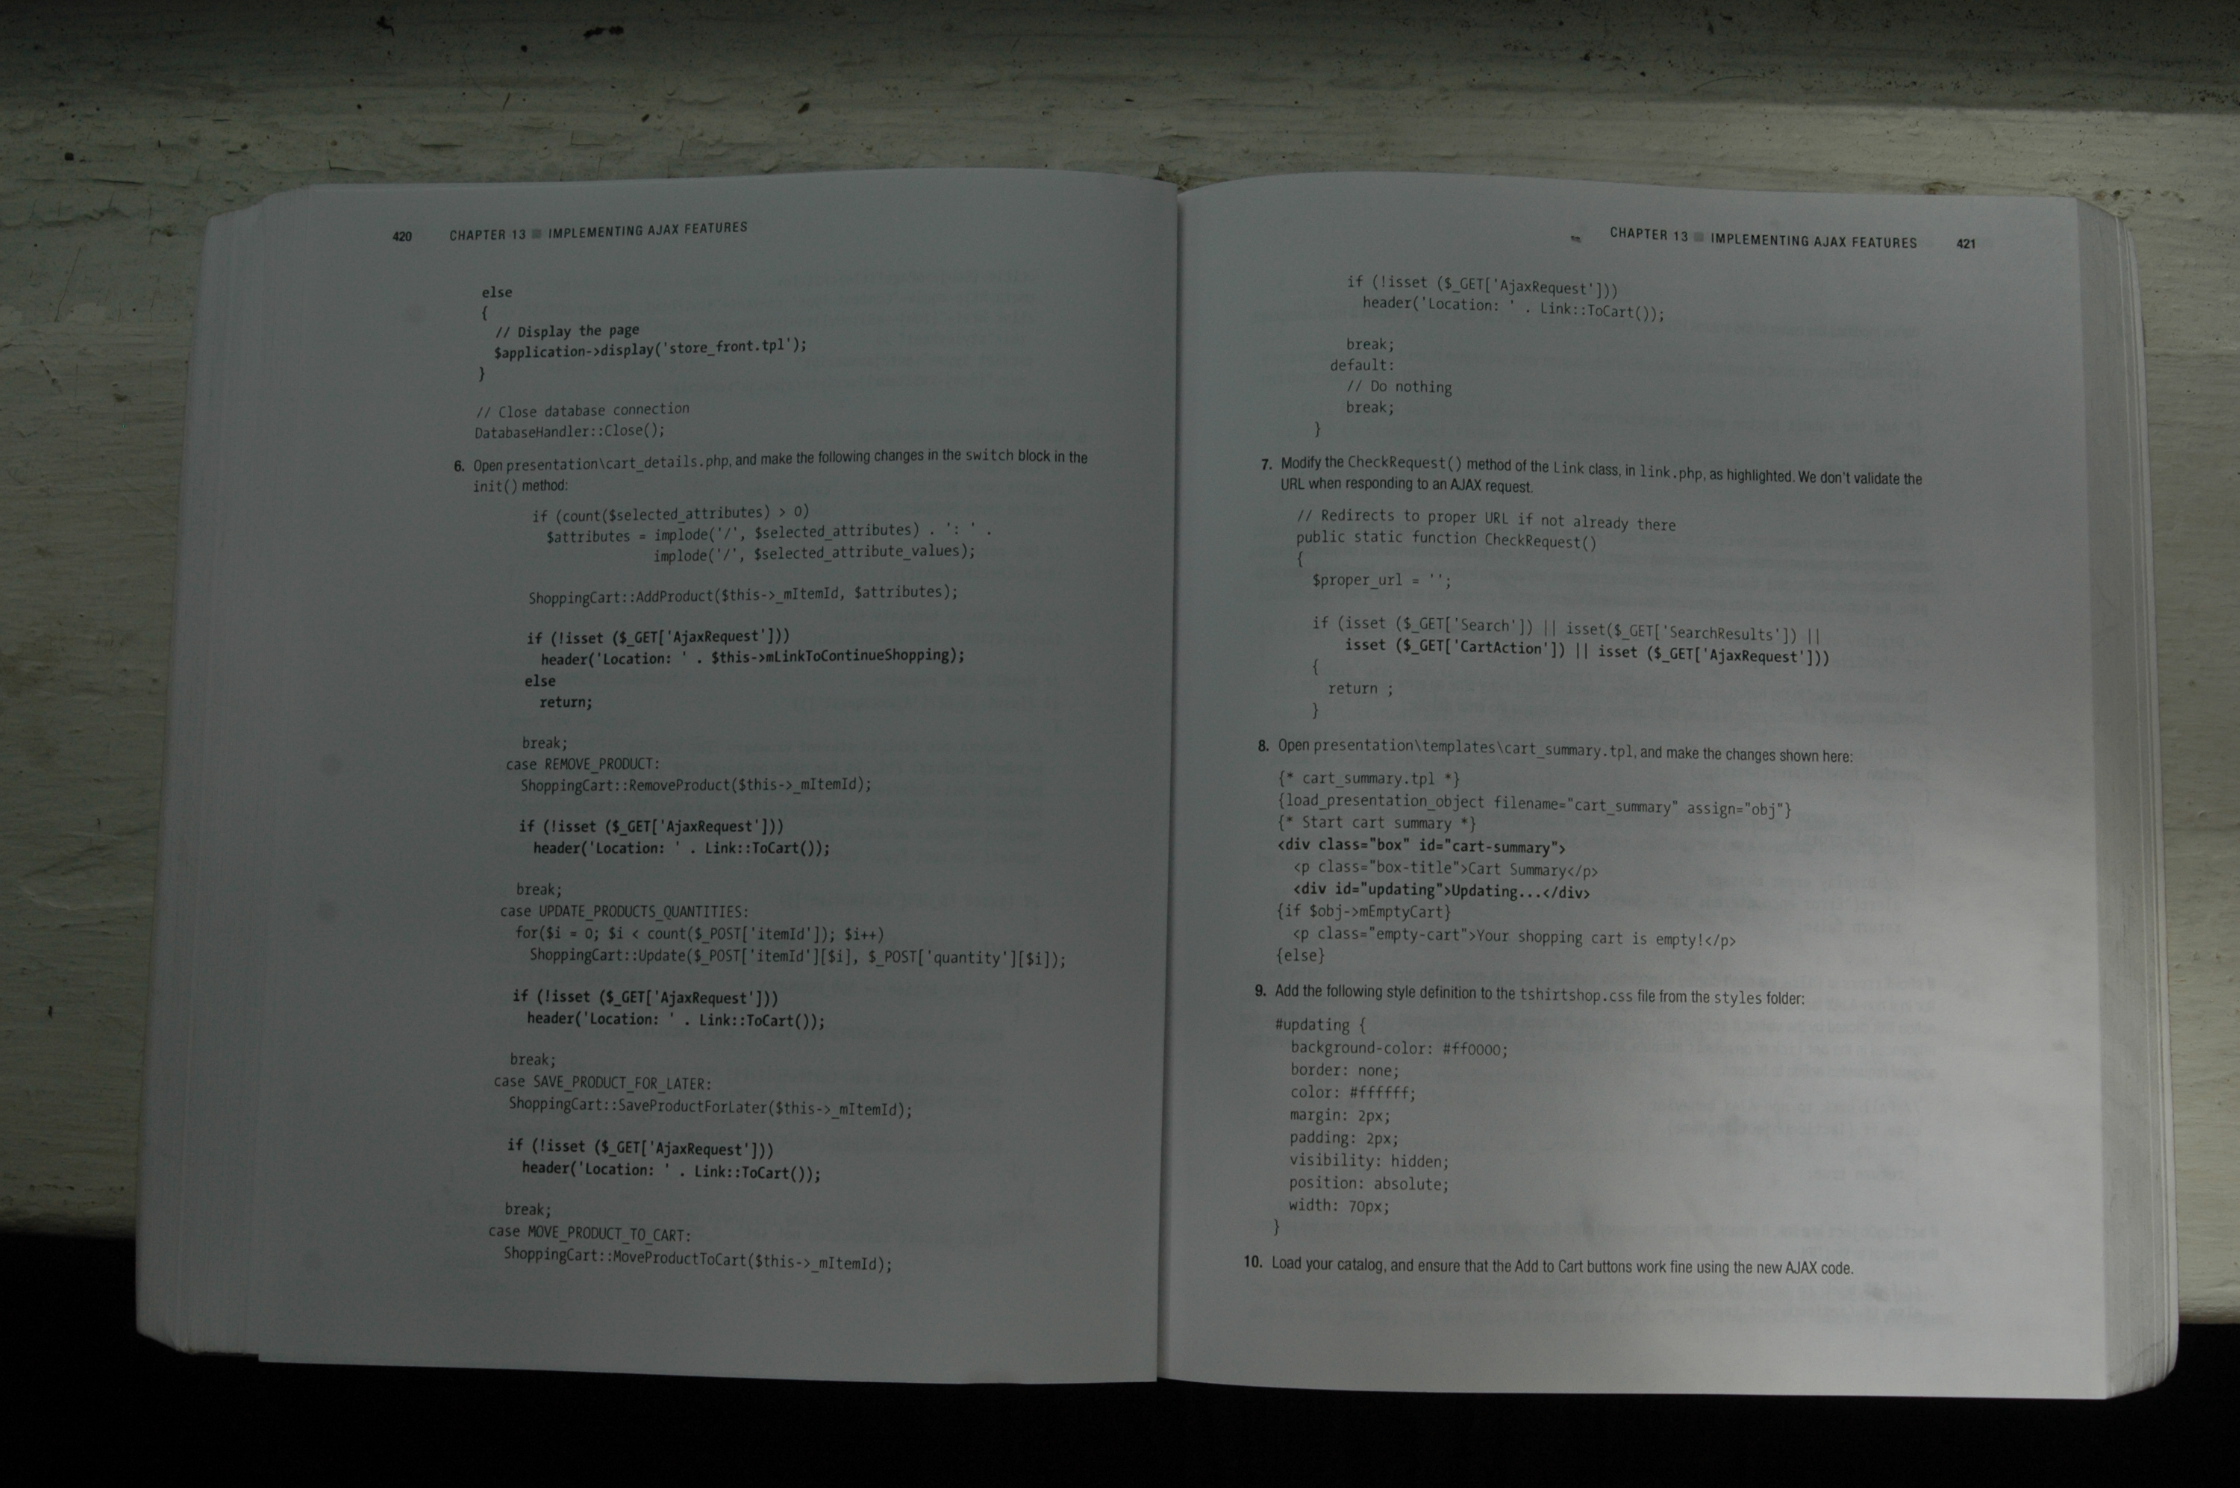 420 CHAPTER 13 ■ IMPLEMENTING AJAX FEATURES
else
{
// Display the page
$application->display('store_front.tpl');
}
// Close database connection
DatabaseHandler::Close();
6. Open presentation\cart_details.php, and make the following changes in the switch block in the
init() method:
if (count($selected_attributes) > 0)
$attributes = implode('/', $selected_attributes) . ': ' .
implode('/', $selected_attribute_values);
ShoppingCart::AddProduct($this->_mItemId, $attributes);
if (!isset ($_GET['AjaxRequest']))
header('Location: ' . $this->mLinkToContinueShopping);
else
return;
break;
case REMOVE_PRODUCT:
ShoppingCart::RemoveProduct($this->_mItemId);
if (!isset ($_GET['AjaxRequest']))
header('Location: ' . Link::ToCart());
break;
case UPDATE_PRODUCTS_QUANTITIES:
for($i = 0; $i < count($_POST['itemId']); $i++)
ShoppingCart::Update($_POST['itemId'][$i], $_POST['quantity'][$i]);
if (!isset ($_GET['AjaxRequest']))
header('Location: ' . Link::ToCart());
break;
case SAVE_PRODUCT_FOR_LATER:
ShoppingCart::SaveProductForLater($this->_mItemId);
if (!isset ($_GET['AjaxRequest']))
header('Location: ' . Link::ToCart());
break;
case MOVE_PRODUCT_TO_CART:
ShoppingCart::MoveProductToCart($this->_mItemId);
CHAPTER 13 ■ IMPLEMENTING AJAX FEATURES 421
if (!isset ($_GET['AjaxRequest']))
header('Location: ' . Link::ToCart());
break;
default:
// Do nothing
break;
}
7. Modify the CheckRequest() method of the Link class, in link.php, as highlighted. We don't validate the
URL when responding to an AJAX request.
// Redirects to proper URL if not already there
public static function CheckRequest()
{
$proper_url = '';
if (isset ($_GET['Search']) || isset($_GET['SearchResults']) ||
isset ($_GET['CartAction']) || isset ($_GET['AjaxRequest']))
{
return ;
}
8. Open presentation\templates\cart_summary.tpl, and make the changes shown here:
{* cart_summary.tpl *}
{load_presentation_object filename="cart_summary" assign="obj"}
{* Start cart summary *}
<div class="box" id="cart-summary">
<p class="box-title">Cart Summary</p>
<div id="updating">Updating...</div>
{if $obj->mEmptyCart}
<p class="empty-cart">Your shopping cart is empty!</p>
{else}
9. Add the following style definition to the tshirtshop.css file from the styles folder:
#updating {
background-color: #ff0000;
border: none;
color: #ffffff;
margin: 2px;
padding: 2px;
visibility: hidden;
position: absolute;
width: 70px;
}
10. Load your catalog, and ensure that the Add to Cart buttons work fine using the new AJAX code.